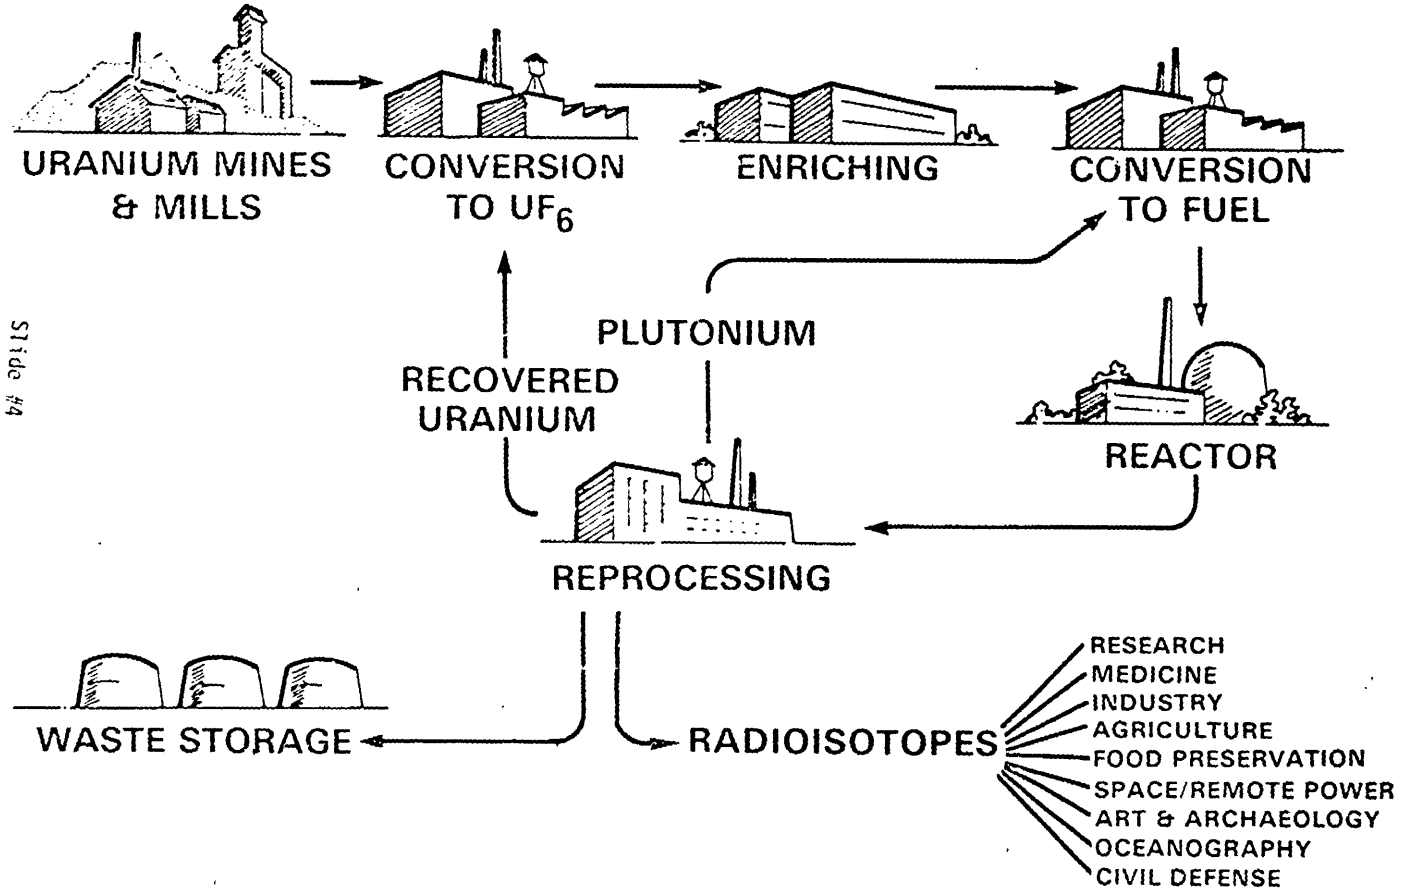 URANIUM MINES
& MILLS
CONVERSION
TO UF6
ENRICHING
CONVERSION
TO FUEL
PLUTONIUM
RECOVERED
URANIUM
REACTOR
REPROCESSING
WASTE STORAGE
RADIOISOTOPES
RESEARCH
MEDICINE
INDUSTRY
AGRICULTURE
FOOD PRESERVATION
SPACE/REMOTE POWER
ART & ARCHAEOLOGY
OCEANOGRAPHY
CIVIL DEFENSE
Slide #4